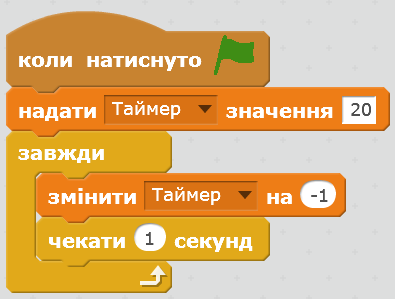 коли натиснуто
надати Таймер значення 20
завжди
змінити Таймер на -1
чекати 1 секунд